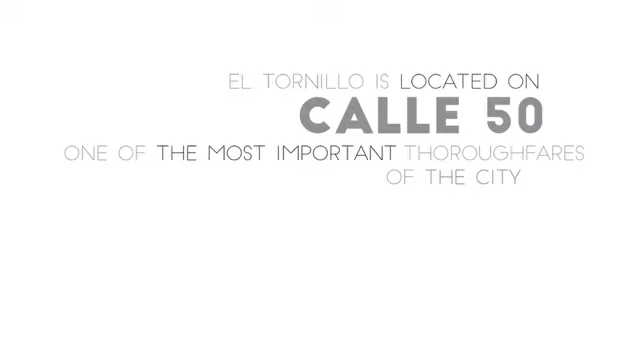 EL TORNILLO IS LOCATED ON
CALLE 50
ONE OF THE MOST IMPORTANT THOROUGHFARES
OF THE CITY